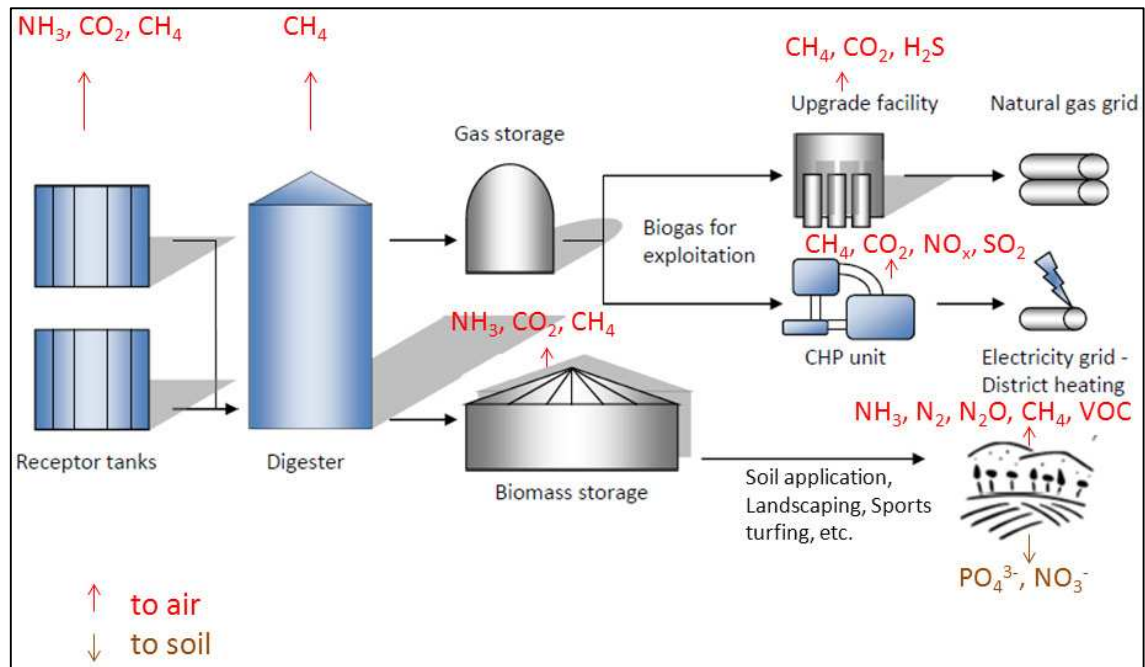 NH₃, CO₂, CH₄
CH₄
CH₄, CO₂, H₂S
Upgrade facility
Natural gas grid
Gas storage
Biogas for
exploitation
CH₄, CO₂, NOₓ, SO₂
NH₃, CO₂, CH₄
CHP unit
Electricity grid -
District heating
NH₃, N₂, N₂O, CH₄, VOC
Receptor tanks
Digester
Biomass storage
Soil application,
Landscaping, Sports
turfing, etc.
PO₄³⁻, NO₃⁻
to air
to soil